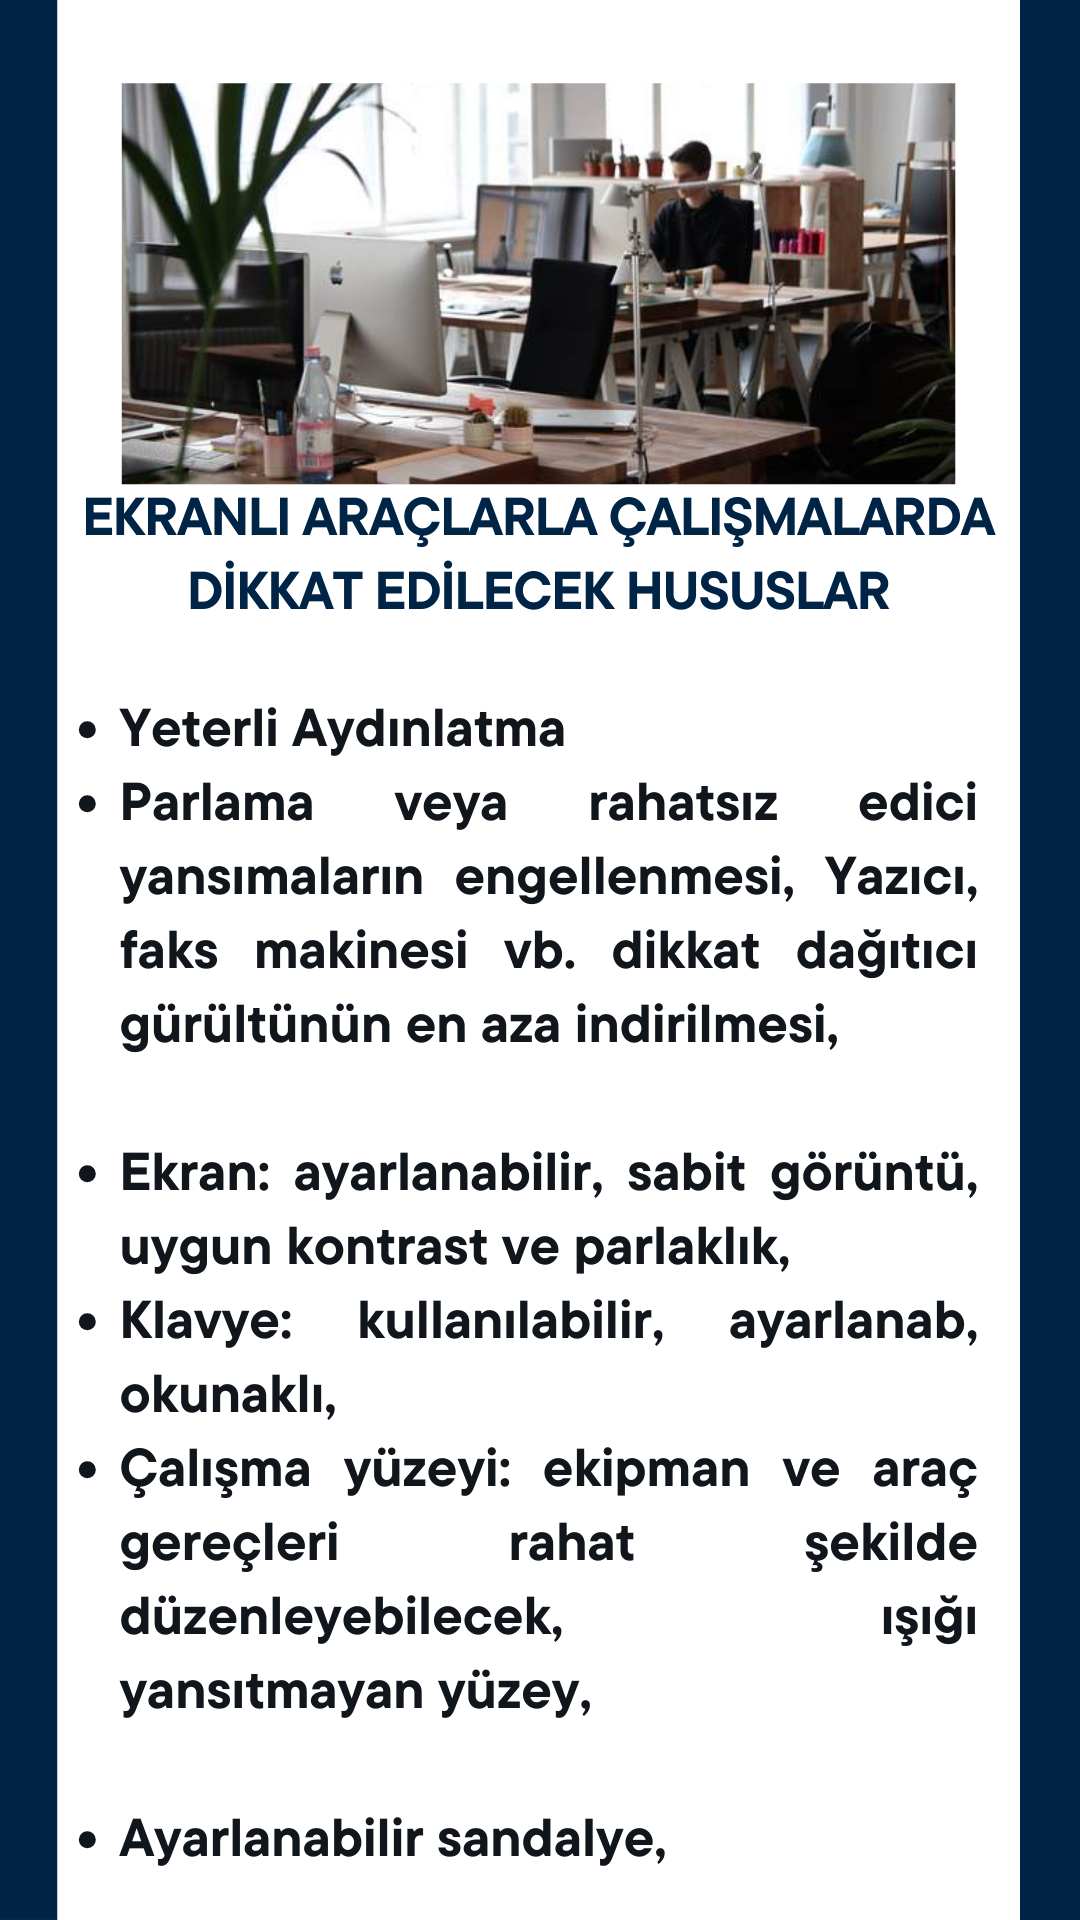 EKRANLI ARAÇLARLA ÇALIŞMALARDA
DİKKAT EDİLECEK HUSUSLAR
• Yeterli Aydınlatma
• Parlama veya rahatsız edici
yansımaların engellenmesi, Yazıcı,
faks makinesi vb. dikkat dağıtıcı
gürültünün en aza indirilmesi,
• Ekran: ayarlanabilir, sabit görüntü,
uygun kontrast ve parlaklık,
• Klavye: kullanılabilir, ayarlanab,
okunaklı,
• Çalışma yüzeyi: ekipman ve araç
gereçleri rahat şekilde
düzenleyebilecek, ışığı
yansıtmayan yüzey,
• Ayarlanabilir sandalye,